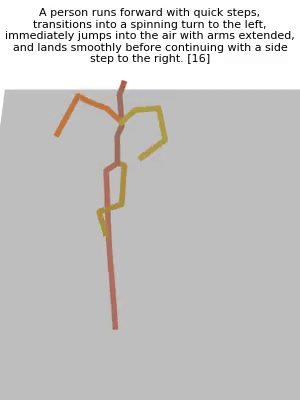 A person runs forward with quick steps,
transitions into a spinning turn to the left,
immediately jumps into the air with arms extended,
and lands smoothly before continuing with a side
step to the right. [16]